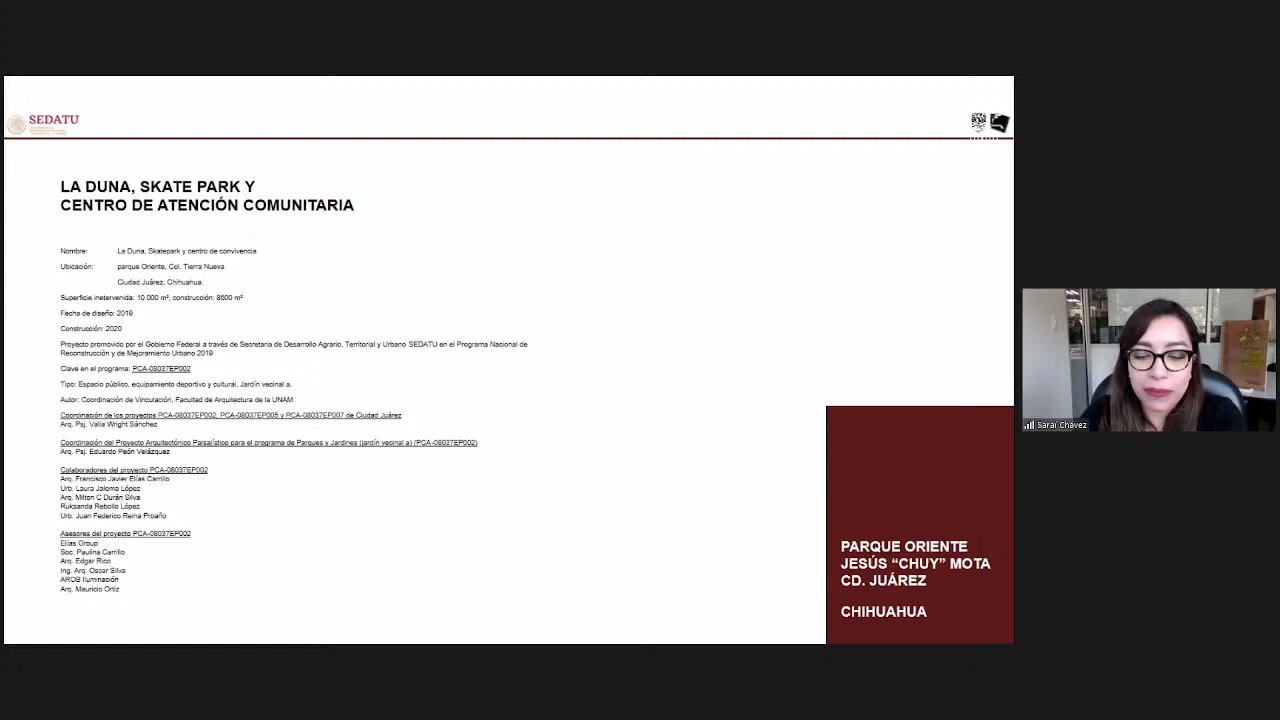 SEDATU
LA DUNA, SKATE PARK Y
CENTRO DE ATENCIÓN COMUNITARIA
Nombre: La Duna, Skatepark y centro de convivencia
Ubicación: parque Oriente, Col. Tierra Nueva
Ciudad Juárez, Chihuahua.
Superficie inetervenida: 10 000 m², construcción: 8600 m²
Fecha de diseño: 2019
Construcción: 2020
Proyecto promovido por el Gobierno Federal a través de Secretaria de Desarrollo Agrario, Territorial y Urbano SEDATU en el Programa Nacional de
Reconstrucción y de Mejoramiento Urbano 2019
Clave en el programa: PCA-08037EP002
Tipo: Espacio público, equipamiento deportivo y cultural, Jardín vecinal a.
Autor: Coordinación de Vinculación, Facultad de Arquitectura de la UNAM
Coordinación de los proyectos PCA-08037EP002, PCA-08037EP005 y PCA-08037EP007 de Ciudad Juárez
Arq. Psj. Valia Wright Sánchez
Coordinación del Proyecto Arquitectónico Paisajístico para el programa de Parques y Jardines (jardín vecinal a) (PCA-08037EP002)
Arq. Psj. Eduardo Peón Velázquez
Colaboradores del proyecto PCA-08037EP002
Arq. Francisco Javier Elías Carrillo
Urb. Laura Jaloma López
Arq. Milton C Durán Silva
Ruksanda Rebollo López
Urb. Juan Federico Reina Proaño
Asesores del proyecto PCA-08037EP002
Elías Group
Soc. Paulina Carrillo
Arq. Edgar Rico
Ing. Arq. Oscar Silva
AROB Iluminación
Arq. Mauricio Ortiz
PARQUE ORIENTE
JESÚS “CHUY” MOTA
CD. JUÁREZ
CHIHUAHUA
Saraí Chávez